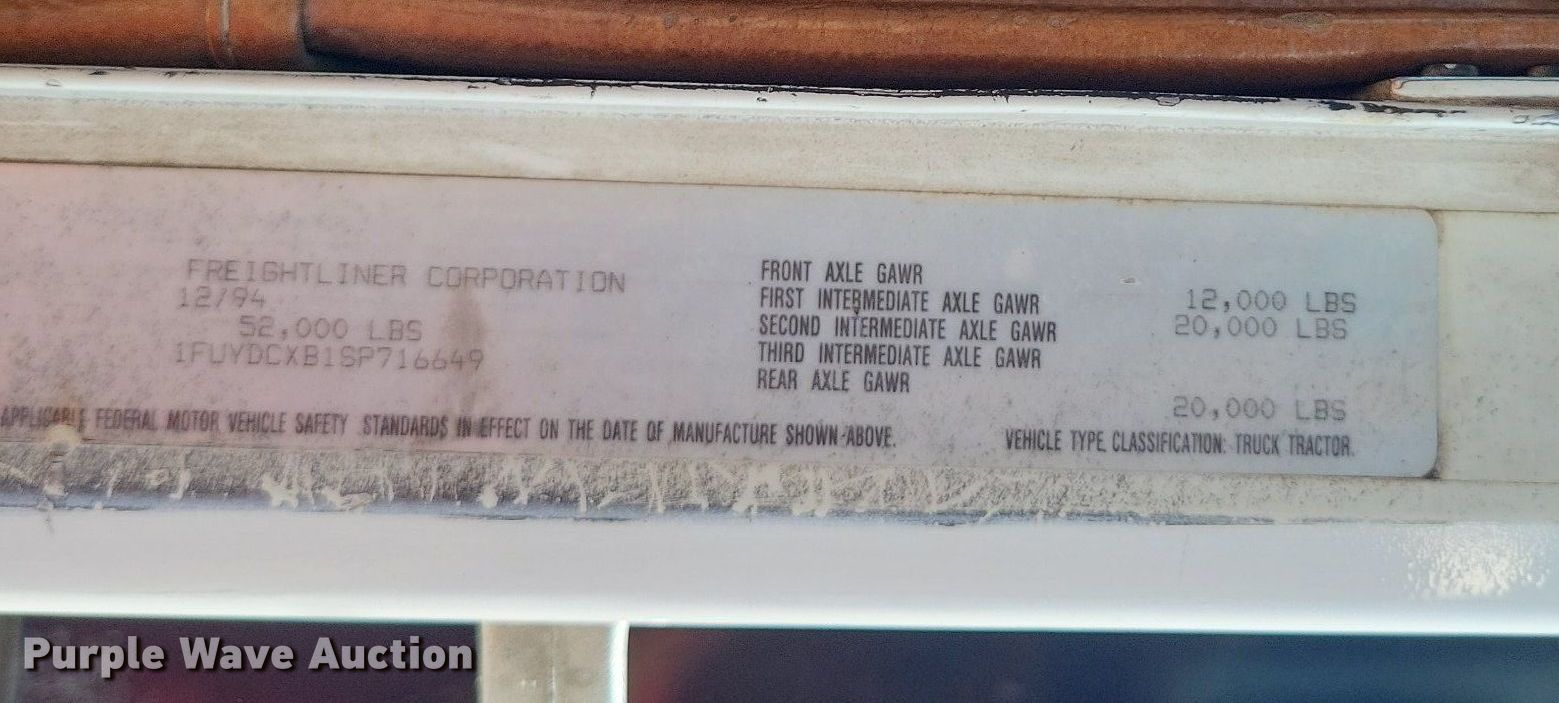 FREIGHTLINER CORPORATION
12/94
52,000 LBS
1FUYDCXB1SP716649
FRONT AXLE GAWR
FIRST INTERMEDIATE AXLE GAWR 12,000 LBS
SECOND INTERMEDIATE AXLE GAWR 20,000 LBS
THIRD INTERMEDIATE AXLE GAWR
REAR AXLE GAWR
20,000 LBS
APPLICABLE FEDERAL MOTOR VEHICLE SAFETY STANDARDS IN EFFECT ON THE DATE OF MANUFACTURE SHOWN ABOVE.
VEHICLE TYPE CLASSIFICATION: TRUCK TRACTOR.
Purple Wave Auction